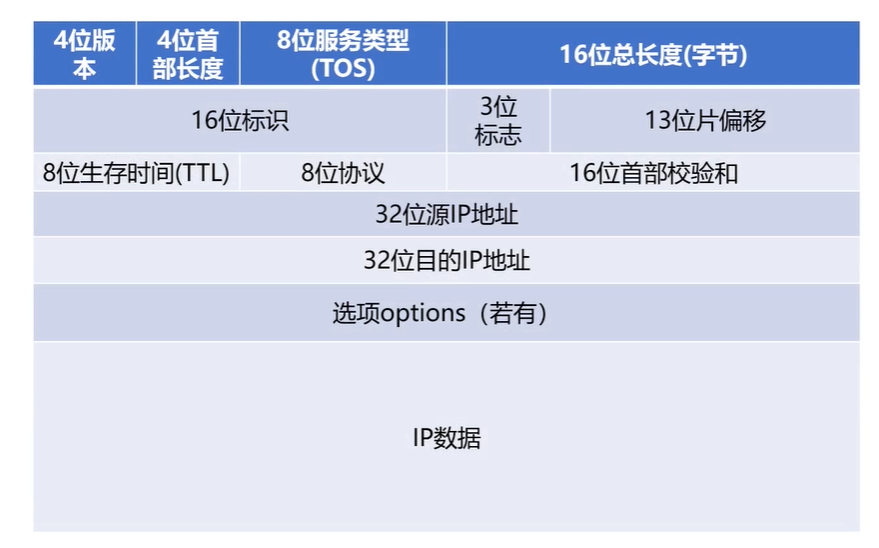 4位版
本
4位首
部长度
8位服务类型
(TOS)
16位总长度(字节)
16位标识
3位
标志
13位片偏移
8位生存时间(TTL)
8位协议
16位首部校验和
32位源IP地址
32位目的IP地址
选项options（若有）
IP数据